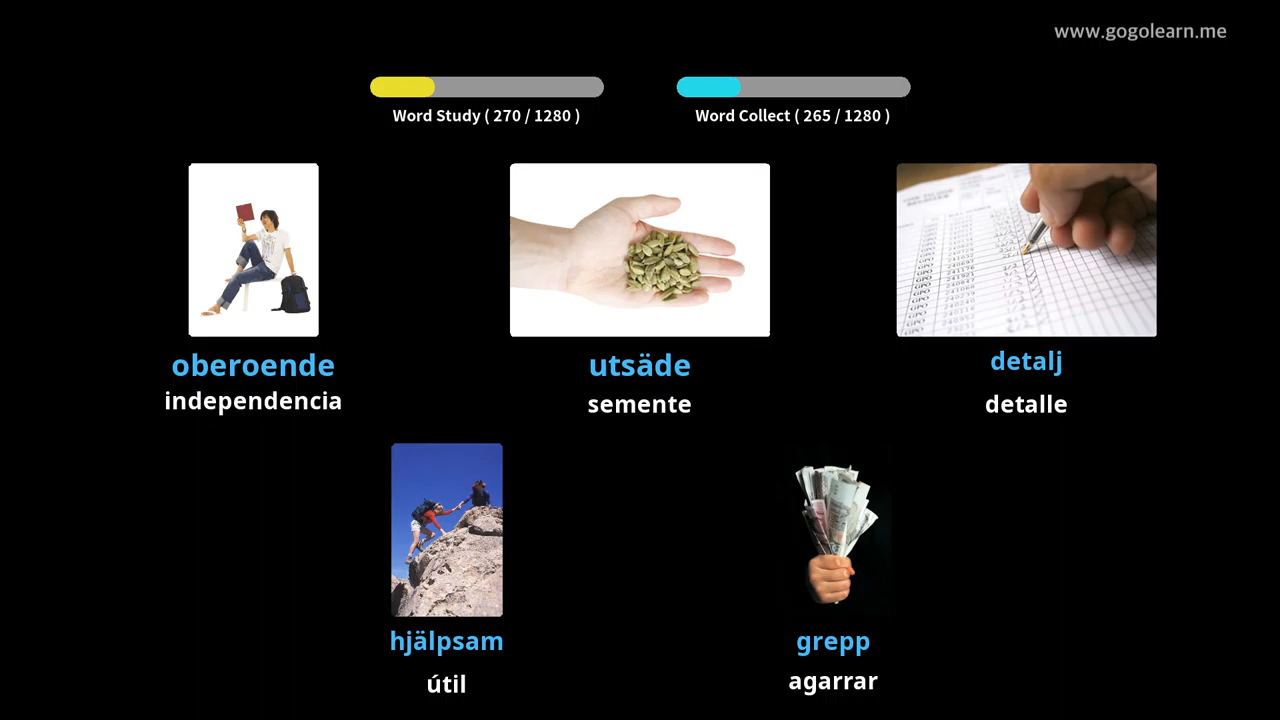 www.gogolearn.me
Word Study ( 270 / 1280 )
Word Collect ( 265 / 1280 )
oberoende
independencia
utsäde
semente
detalj
detalle
hjälpsam
útil
grepp
agarrar